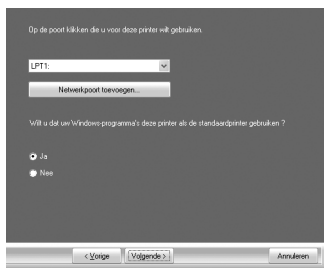 Op de poort klikken die u voor deze printer wilt gebruiken.
LPT1:
Netwerkpoort toevoegen...
Wilt u dat uw Windows-programma's deze printer als de standaardprinter gebruiken ?
Ja
Nee
< Vorige Volgende > Annuleren